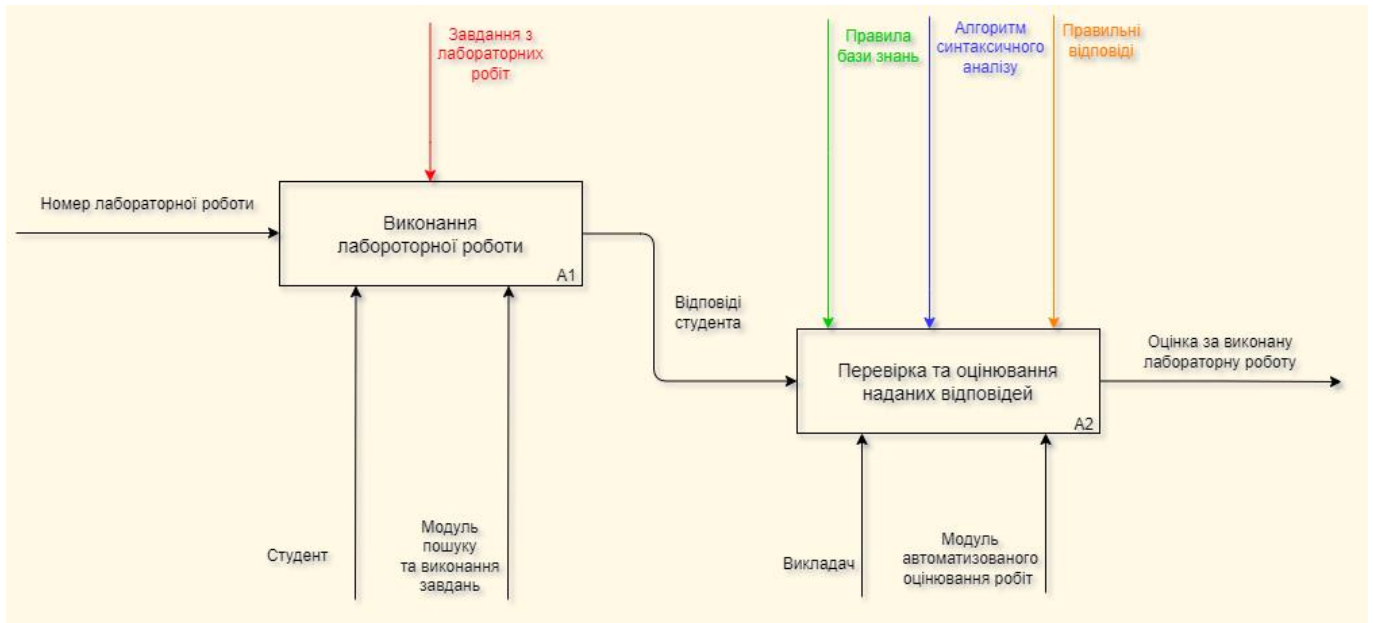 Завдання з
лабораторних
робіт
Правила
бази знань
Алгоритм
синтаксичного
аналізу
Правильні
відповіді
Номер лабораторної роботи
Виконання
лабороторної роботи
A1
Відповіді
студента
Перевірка та оцінювання
наданих відповідей
A2
Оцінка за виконану
лабораторну роботу
Студент
Модуль
пошуку
та виконання
завдань
Викладач
Модуль
автоматизованого
оцінювання робіт